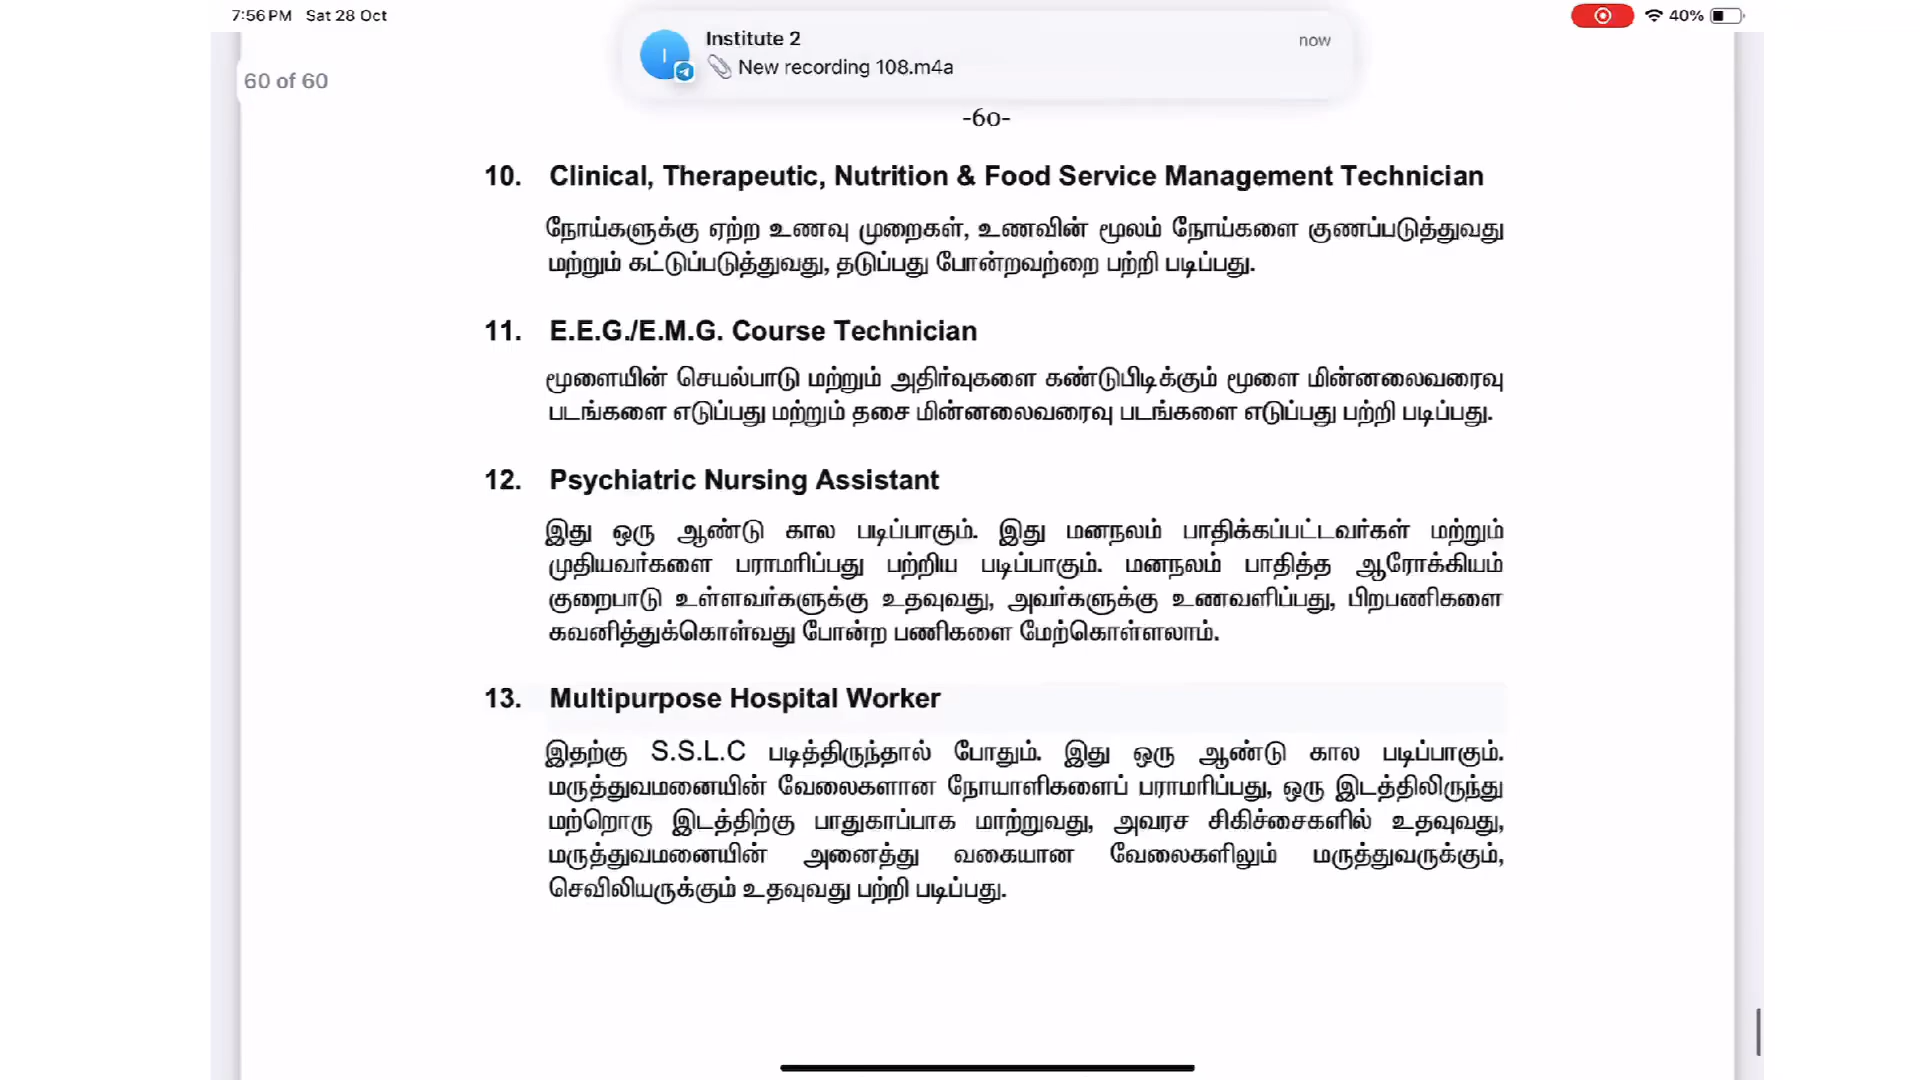 7:56 PM Sat 28 Oct
40%
Institute 2
now
New recording 108.m4a
60 of 60
-60-
10. Clinical, Therapeutic, Nutrition & Food Service Management Technician
நோய்களுக்கு ஏற்ற உணவு முறைகள், உணவின் மூலம் நோய்களை குணப்படுத்துவது
மற்றும் கட்டுப்படுத்துவது, தடுப்பது போன்றவற்றை பற்றி படிப்பது.
11. E.E.G./E.M.G. Course Technician
மூளையின் செயல்பாடு மற்றும் அதிர்வுகளை கண்டுபிடிக்கும் மூளை மின்னலைவரைவு
படங்களை எடுப்பது மற்றும் தசை மின்னலைவரைவு படங்களை எடுப்பது பற்றி படிப்பது.
12. Psychiatric Nursing Assistant
இது ஒரு ஆண்டு கால படிப்பாகும். இது மனநலம் பாதிக்கப்பட்டவர்கள் மற்றும்
முதியவர்களை பராமரிப்பது பற்றிய படிப்பாகும். மனநலம் பாதித்த ஆரோக்கியம்
குறைபாடு உள்ளவர்களுக்கு உதவுவது, அவர்களுக்கு உணவளிப்பது, பிறபணிகளை
கவனித்துக்கொள்வது போன்ற பணிகளை மேற்கொள்ளலாம்.
13. Multipurpose Hospital Worker
இதற்கு S.S.L.C படித்திருந்தால் போதும். இது ஒரு ஆண்டு கால படிப்பாகும்.
மருத்துவமனையின் வேலைகளான நோயாளிகளைப் பராமரிப்பது, ஒரு இடத்திலிருந்து
மற்றொரு இடத்திற்கு பாதுகாப்பாக மாற்றுவது, அவரச சிகிச்சைகளில் உதவுவது,
மருத்துவமனையின் அனைத்து வகையான வேலைகளிலும் மருத்துவருக்கும்,
செவிலியருக்கும் உதவுவது பற்றி படிப்பது.